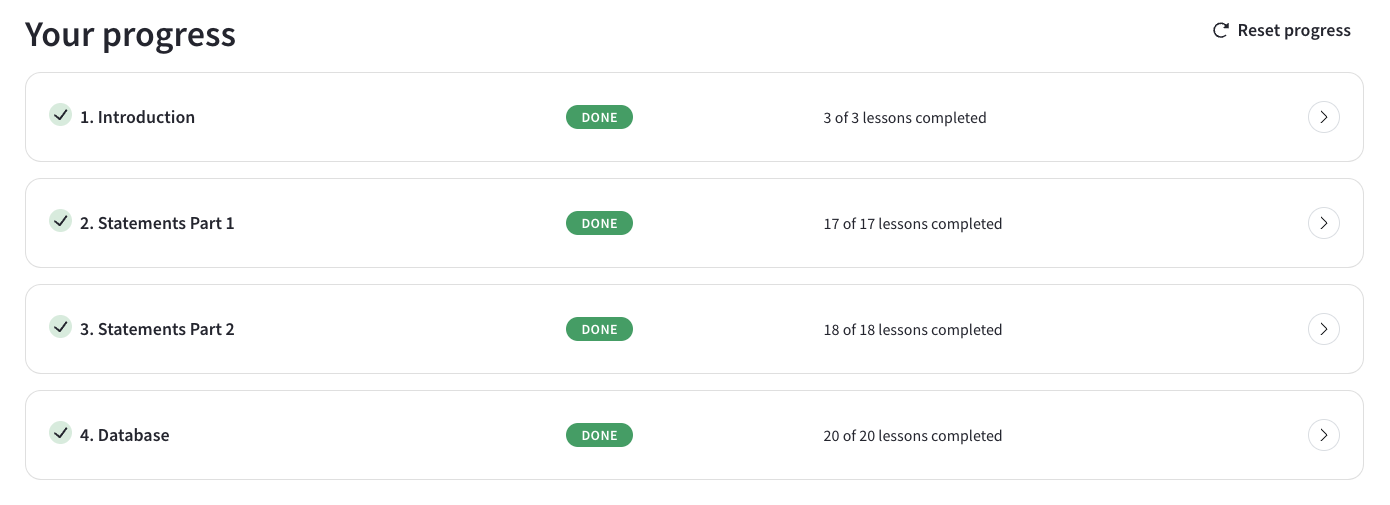 Your progress
Reset progress
1. Introduction DONE 3 of 3 lessons completed
2. Statements Part 1 DONE 17 of 17 lessons completed
3. Statements Part 2 DONE 18 of 18 lessons completed
4. Database DONE 20 of 20 lessons completed